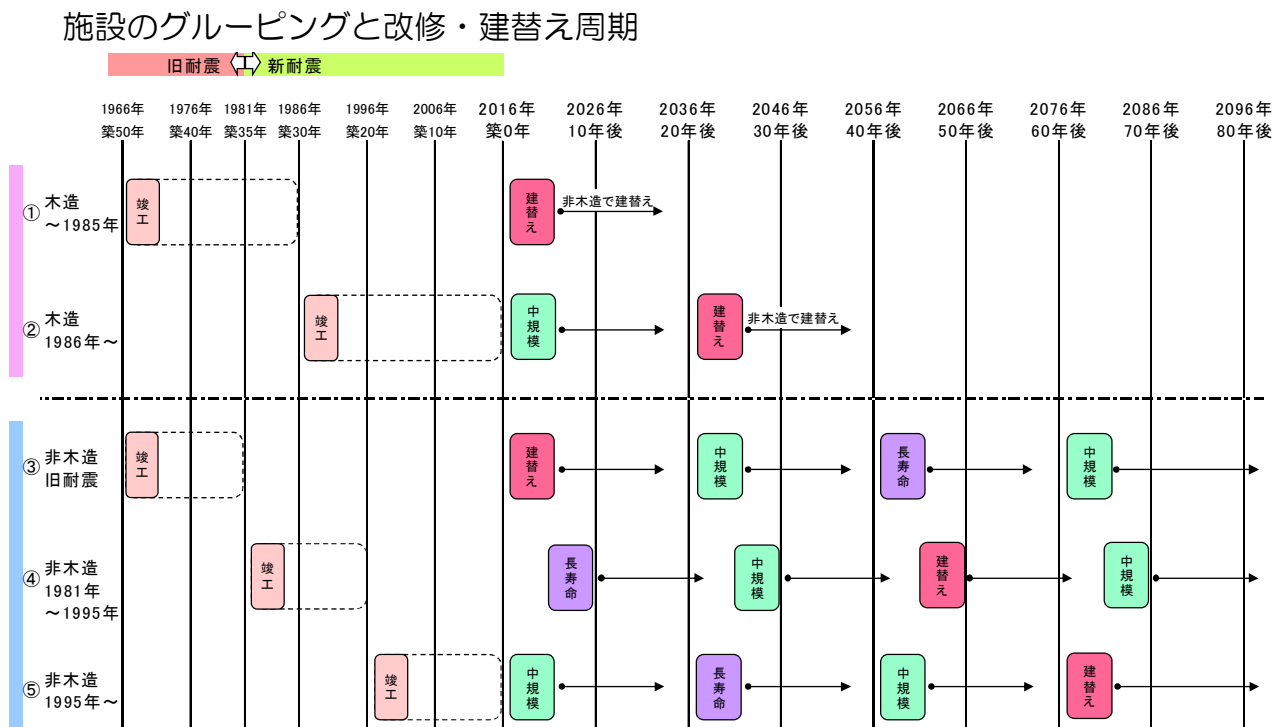 施設のグルーピングと改修・建替え周期
旧耐震 新耐震
1966年 1976年 1981年 1986年 1996年 2006年 2016年 2026年 2036年 2046年 2056年 2066年 2076年 2086年 2096年
築50年 築40年 築35年 築30年 築20年 築10年 築0年 10年後 20年後 30年後 40年後 50年後 60年後 70年後 80年後
① 木造
～1985年
竣工
建替え
非木造で建替え
② 木造
1986年～
竣工
中規模
建替え
非木造で建替え
③ 非木造
旧耐震
竣工
建替え
中規模
長寿命
中規模
④ 非木造
1981年
～1995年
竣工
長寿命
中規模
建替え
中規模
⑤ 非木造
1995年～
竣工
中規模
長寿命
中規模
建替え